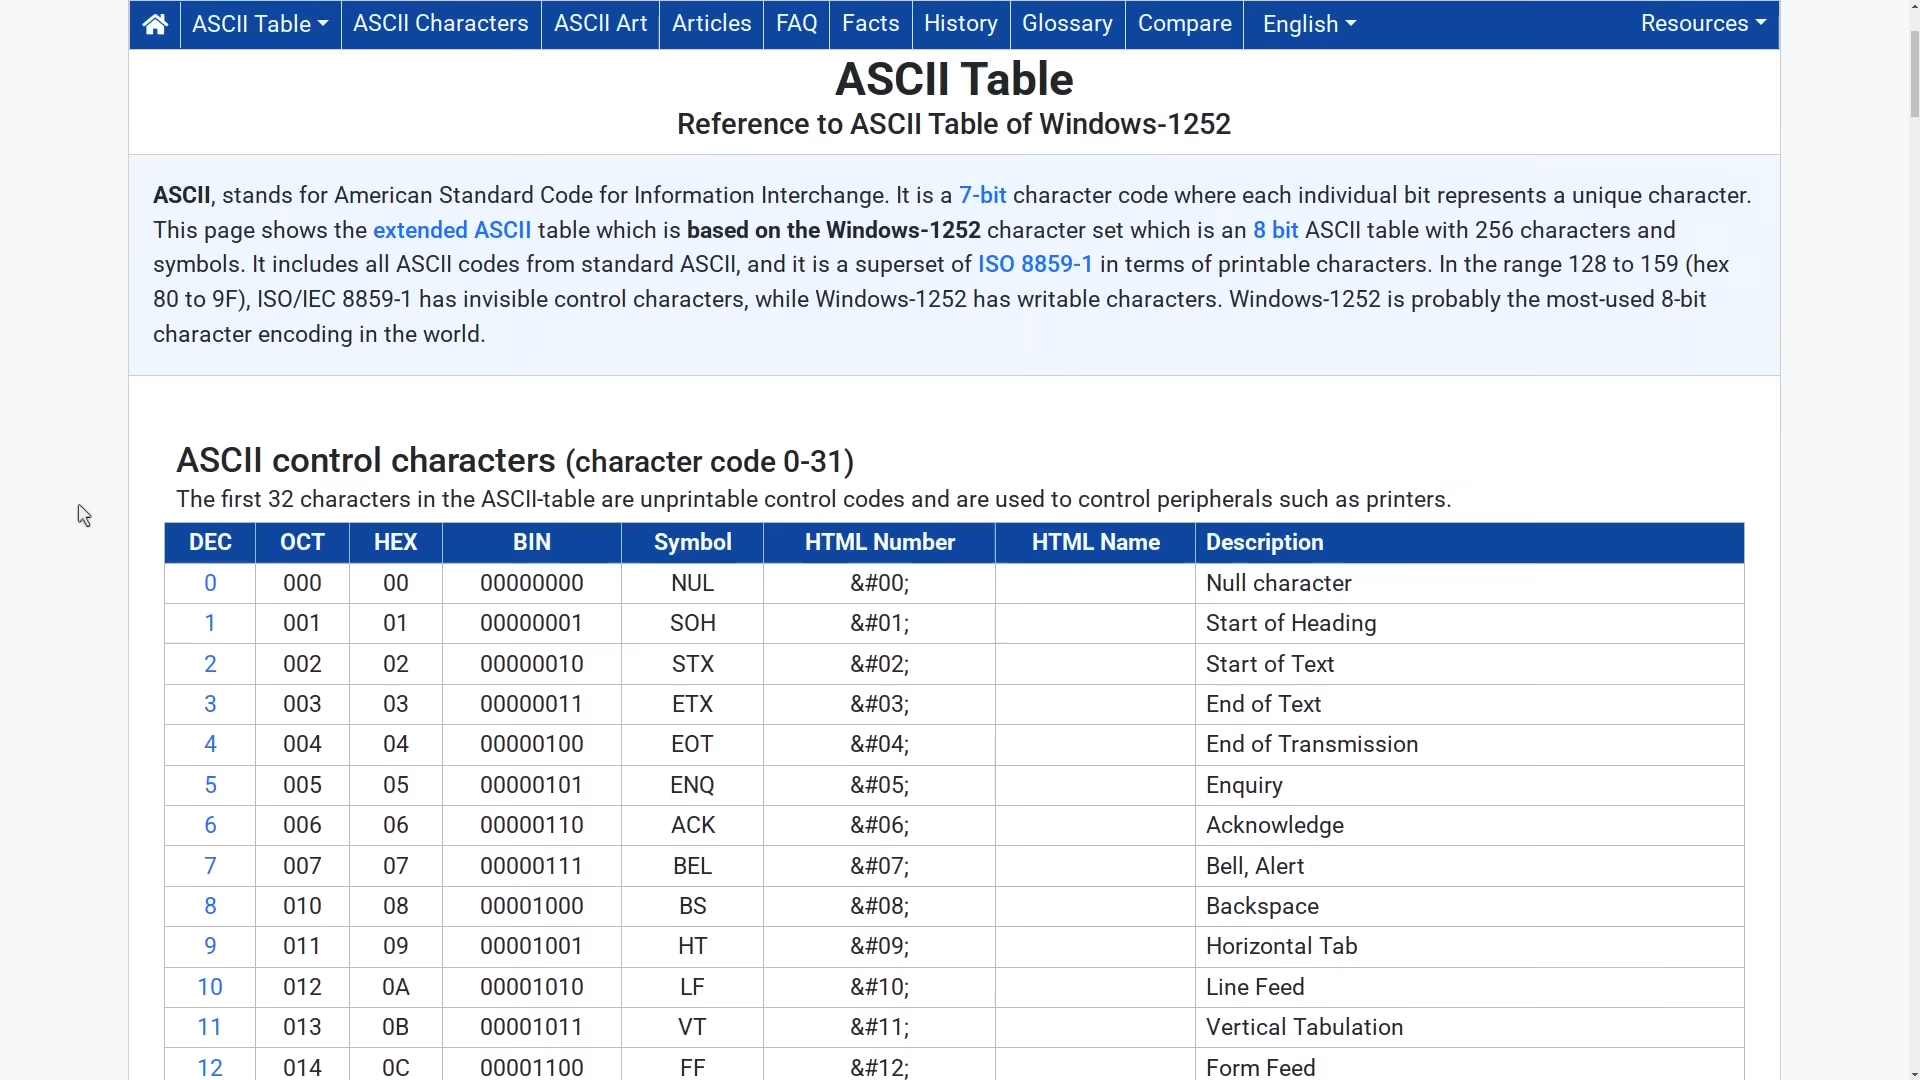 ASCII Table ASCII Characters ASCII Art Articles FAQ Facts History Glossary Compare English Resources
ASCII Table
Reference to ASCII Table of Windows-1252
ASCII, stands for American Standard Code for Information Interchange. It is a 7-bit character code where each individual bit represents a unique character.
This page shows the extended ASCII table which is based on the Windows-1252 character set which is an 8 bit ASCII table with 256 characters and
symbols. It includes all ASCII codes from standard ASCII, and it is a superset of ISO 8859-1 in terms of printable characters. In the range 128 to 159 (hex
80 to 9F), ISO/IEC 8859-1 has invisible control characters, while Windows-1252 has writable characters. Windows-1252 is probably the most-used 8-bit
character encoding in the world.
ASCII control characters (character code 0-31)
The first 32 characters in the ASCII-table are unprintable control codes and are used to control peripherals such as printers.
DEC OCT HEX BIN Symbol HTML Number HTML Name Description
0 000 00 00000000 NUL &#00; Null character
1 001 01 00000001 SOH &#01; Start of Heading
2 002 02 00000010 STX &#02; Start of Text
3 003 03 00000011 ETX &#03; End of Text
4 004 04 00000100 EOT &#04; End of Transmission
5 005 05 00000101 ENQ &#05; Enquiry
6 006 06 00000110 ACK &#06; Acknowledge
7 007 07 00000111 BEL &#07; Bell, Alert
8 010 08 00001000 BS &#08; Backspace
9 011 09 00001001 HT &#09; Horizontal Tab
10 012 0A 00001010 LF &#10; Line Feed
11 013 0B 00001011 VT &#11; Vertical Tabulation
12 014 0C 00001100 FF &#12; Form Feed